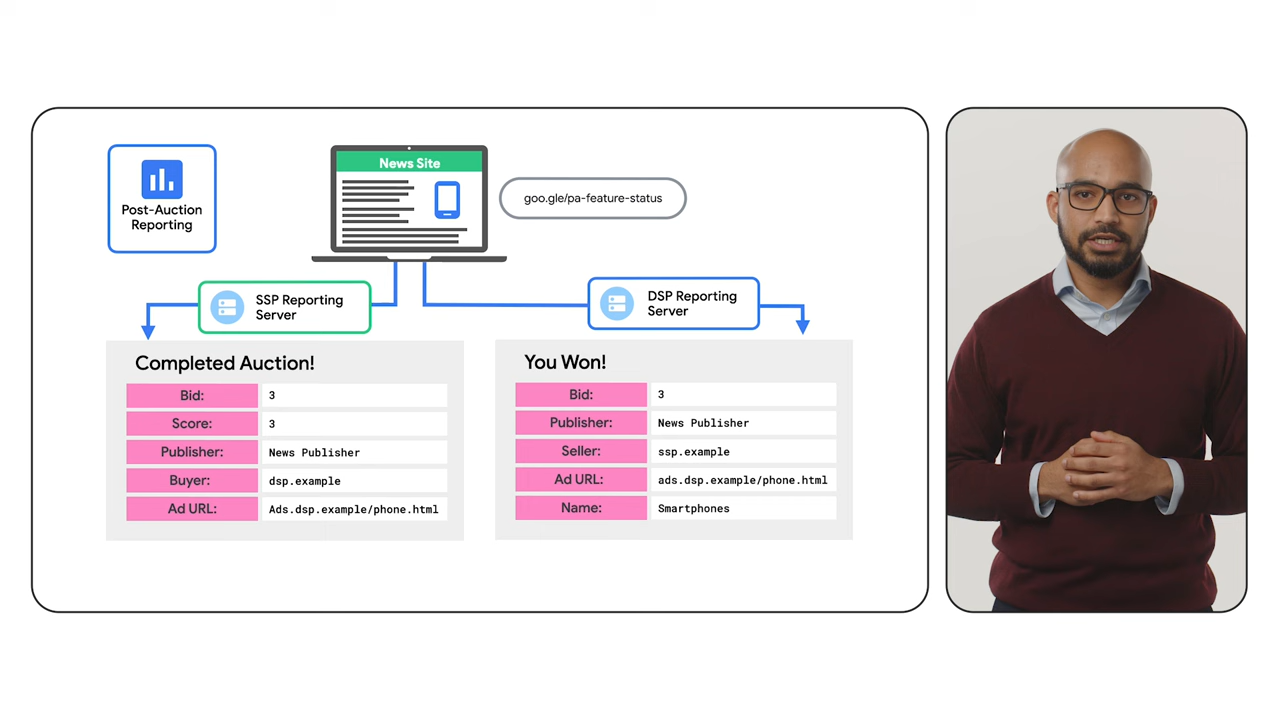 Post-Auction
Reporting
News Site
goo.gle/pa-feature-status
SSP Reporting
Server
DSP Reporting
Server
Completed Auction!
Bid: 3
Score: 3
Publisher: News Publisher
Buyer: dsp.example
Ad URL: Ads.dsp.example/phone.html
You Won!
Bid: 3
Publisher: News Publisher
Seller: ssp.example
Ad URL: ads.dsp.example/phone.html
Name: Smartphones